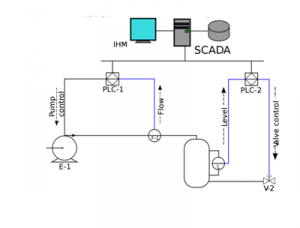 IHM
SCADA
PLC-1
PLC-2
Pump
control
Flow
Level
Valve control
E-1
V-2